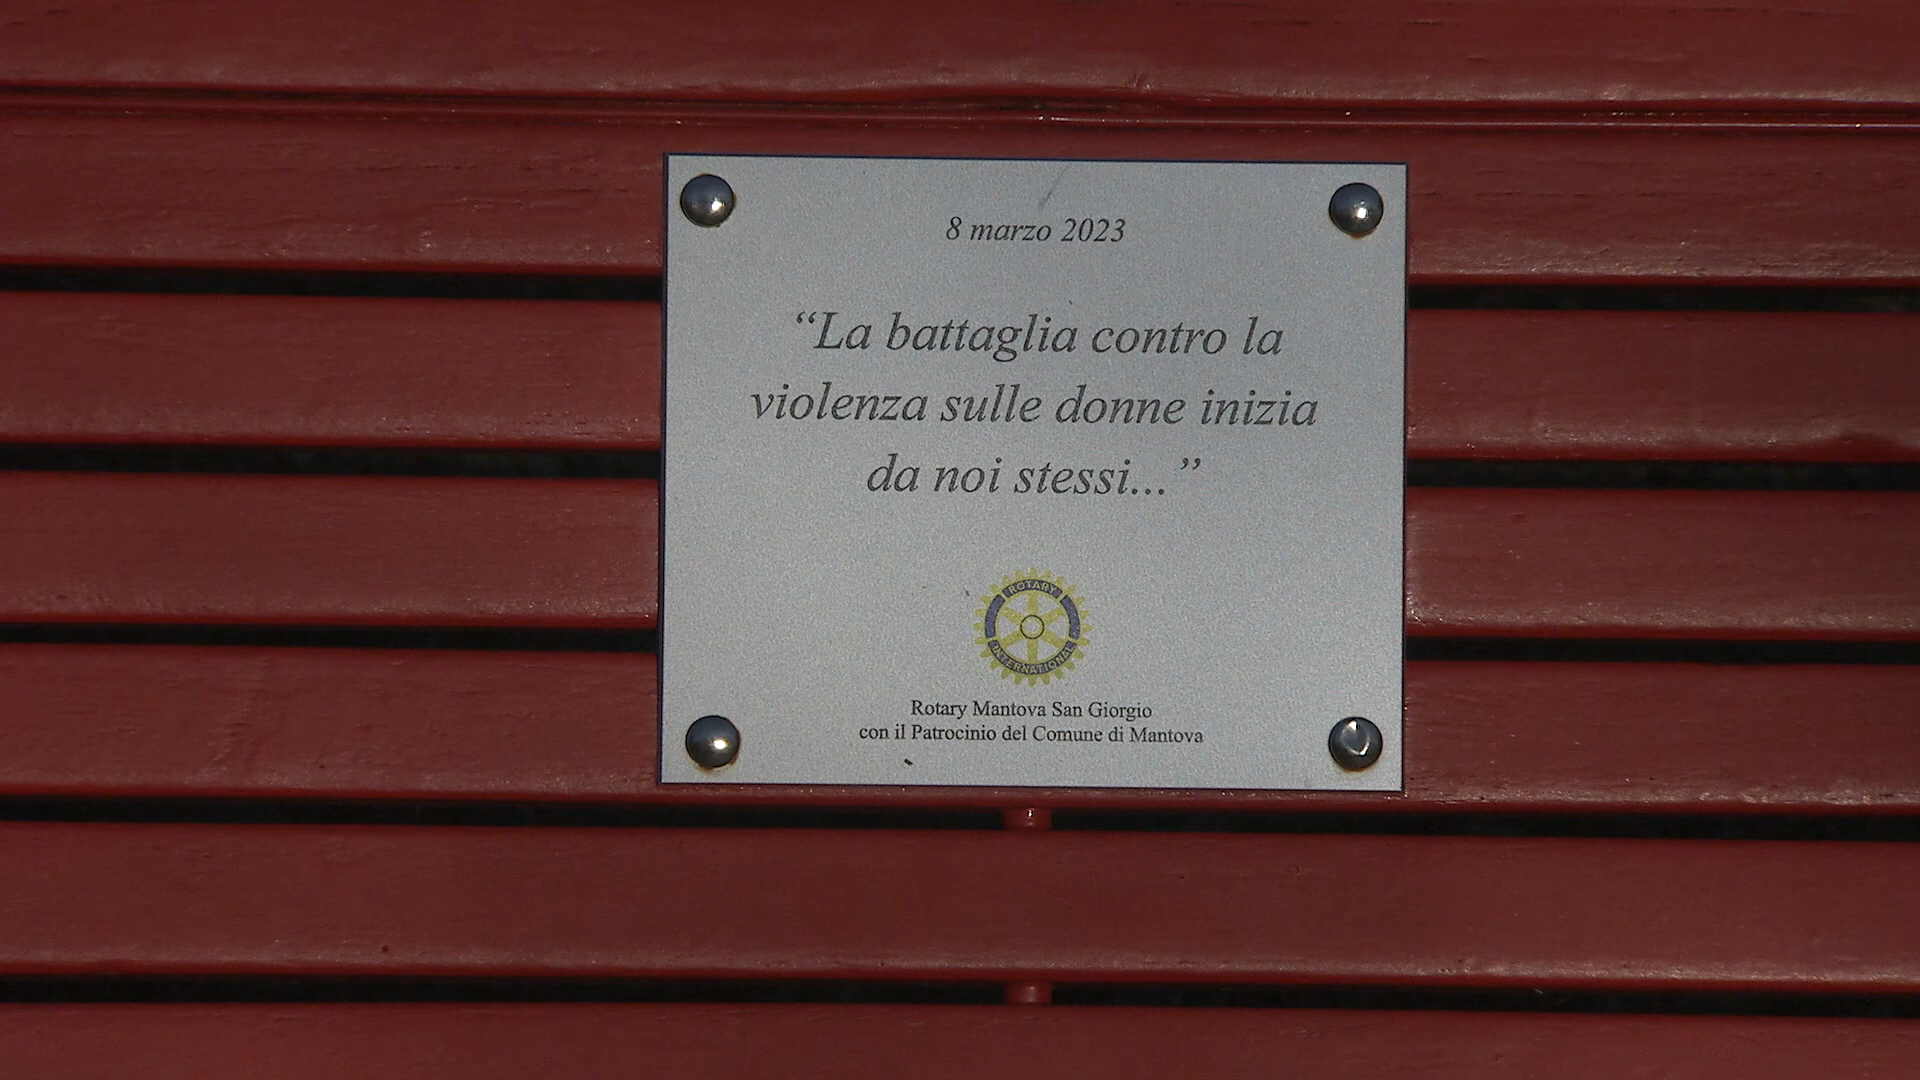 8 marzo 2023
“La battaglia contro la
violenza sulle donne inizia
da noi stessi...”
ROTARY
INTERNATIONAL
Rotary Mantova San Giorgio
con il Patrocinio del Comune di Mantova